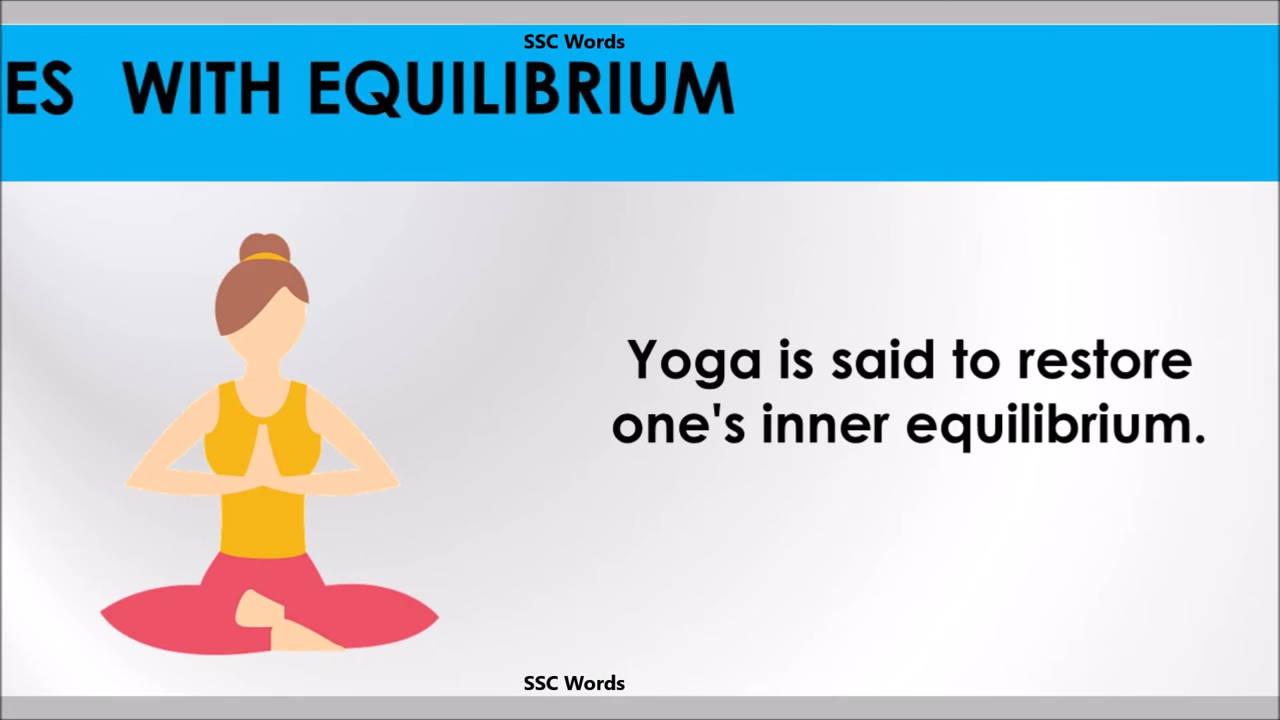 SSC Words
ES WITH EQUILIBRIUM
Yoga is said to restore
one's inner equilibrium.
SSC Words